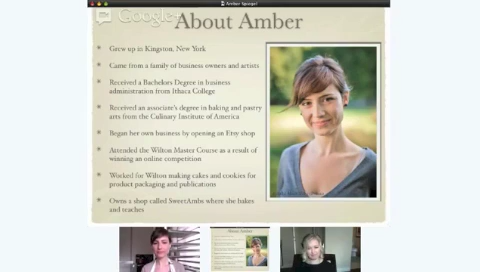 Amber Spiegel
Google+
About Amber
Grew up in Kingston, New York
Came from a family of business owners and artists
Received a Bachelors Degree in business
administration from Ithaca College
Received an associate's degree in baking and pastry
arts from the Culinary Institute of America
Began her own business by opening an Etsy shop
Attended the Wilton Master Course as a result of
winning an online competition
Worked for Wilton making cakes and cookies for
product packaging and publications
Owns a shop called SweetAmbs where she bakes
and teaches
About Amber